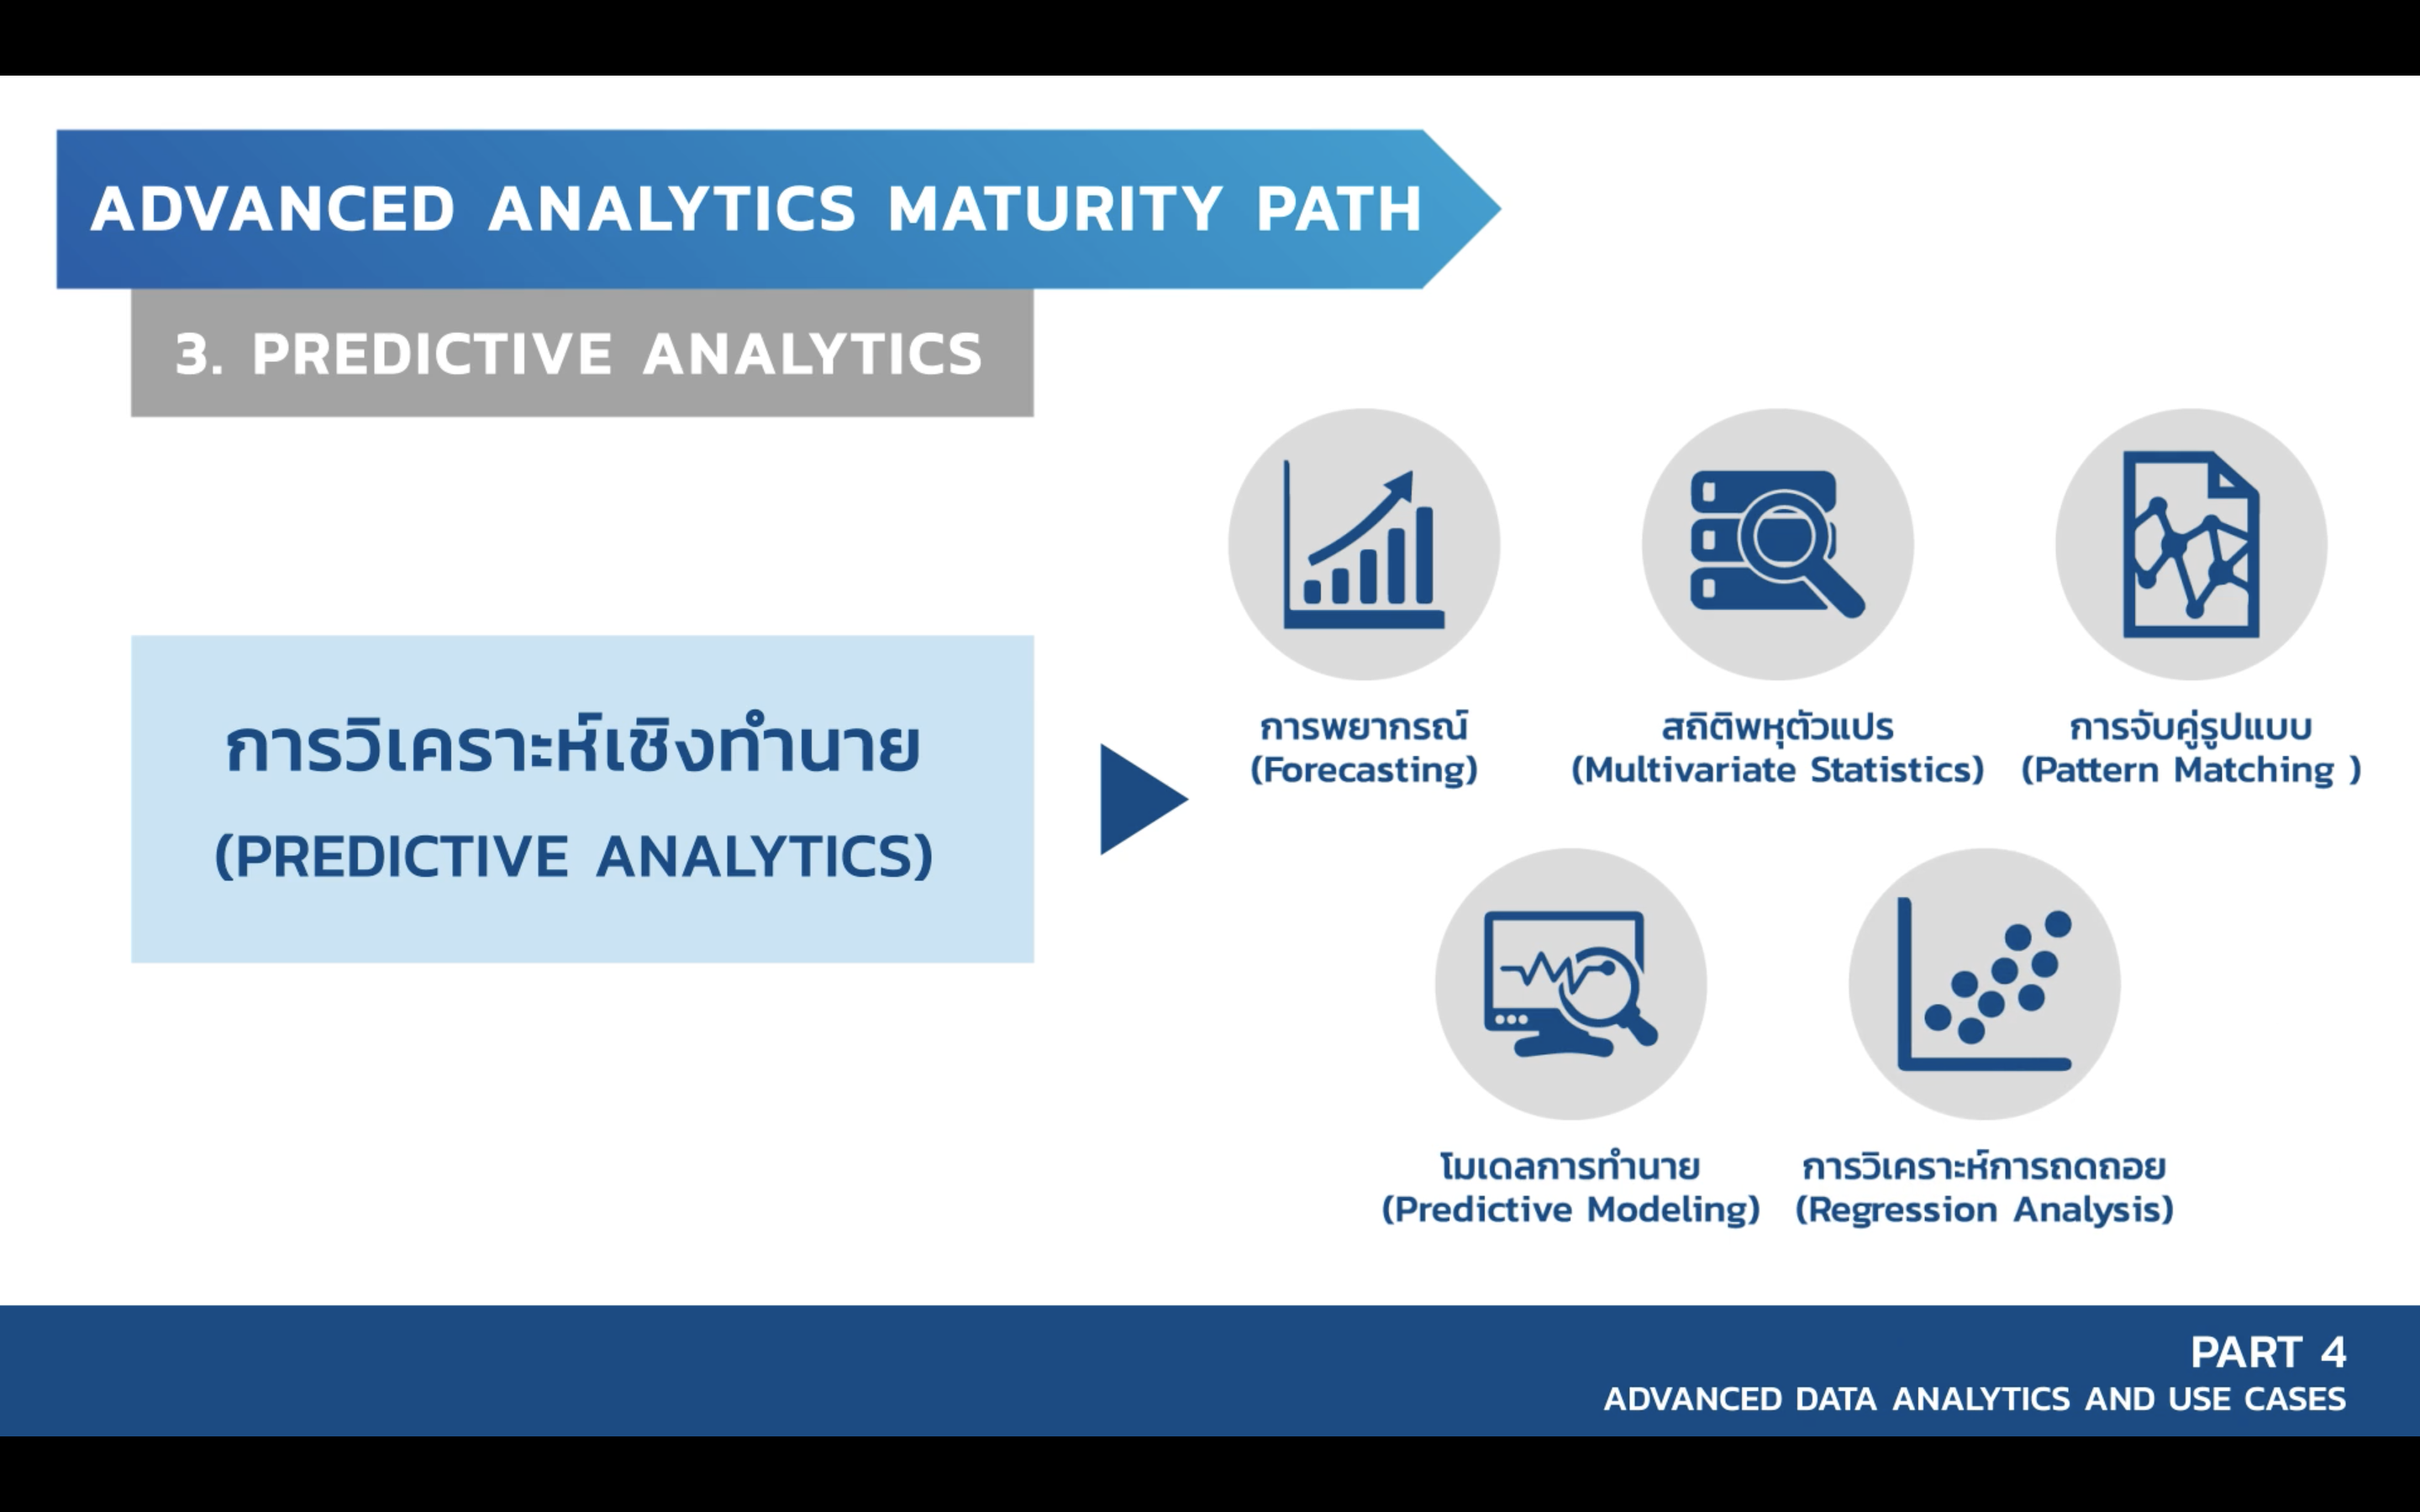 ADVANCED ANALYTICS MATURITY PATH
3. PREDICTIVE ANALYTICS
การวิเคราะห์เชิงทำนาย
(PREDICTIVE ANALYTICS)
การพยากรณ์
(Forecasting)
สถิติพหุตัวแปร
(Multivariate Statistics)
การจับคู่รูปแบบ
(Pattern Matching )
โมเดลการทำนาย
(Predictive Modeling)
การวิเคราะห์การถดถอย
(Regression Analysis)
PART 4
ADVANCED DATA ANALYTICS AND USE CASES